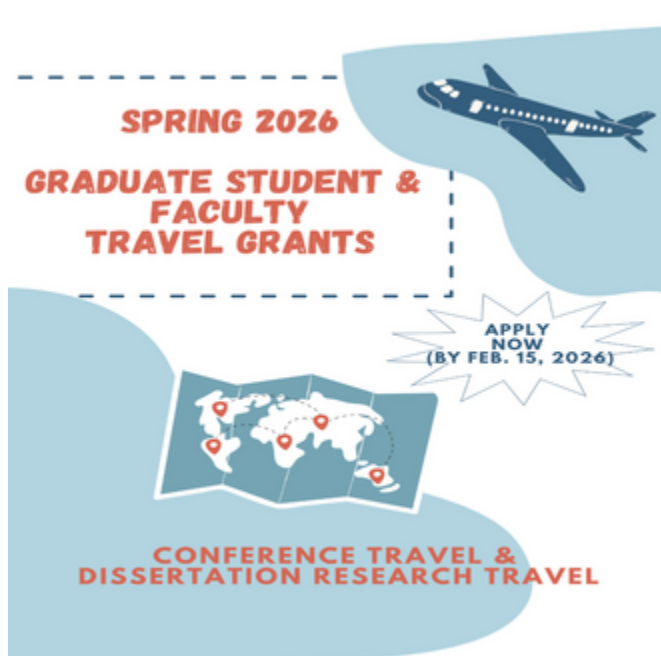 SPRING 2026
GRADUATE STUDENT &
FACULTY
TRAVEL GRANTS
APPLY
NOW
(BY FEB. 15, 2026)
CONFERENCE TRAVEL &
DISSERTATION RESEARCH TRAVEL